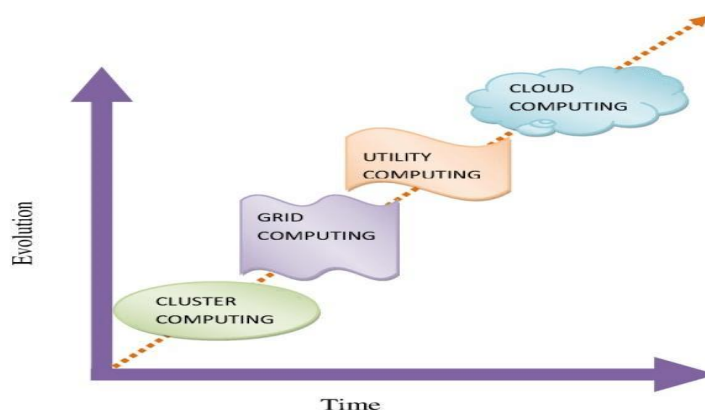 CLOUD
COMPUTING
UTILITY
COMPUTING
GRID
COMPUTING
CLUSTER
COMPUTING
Evolution
Time